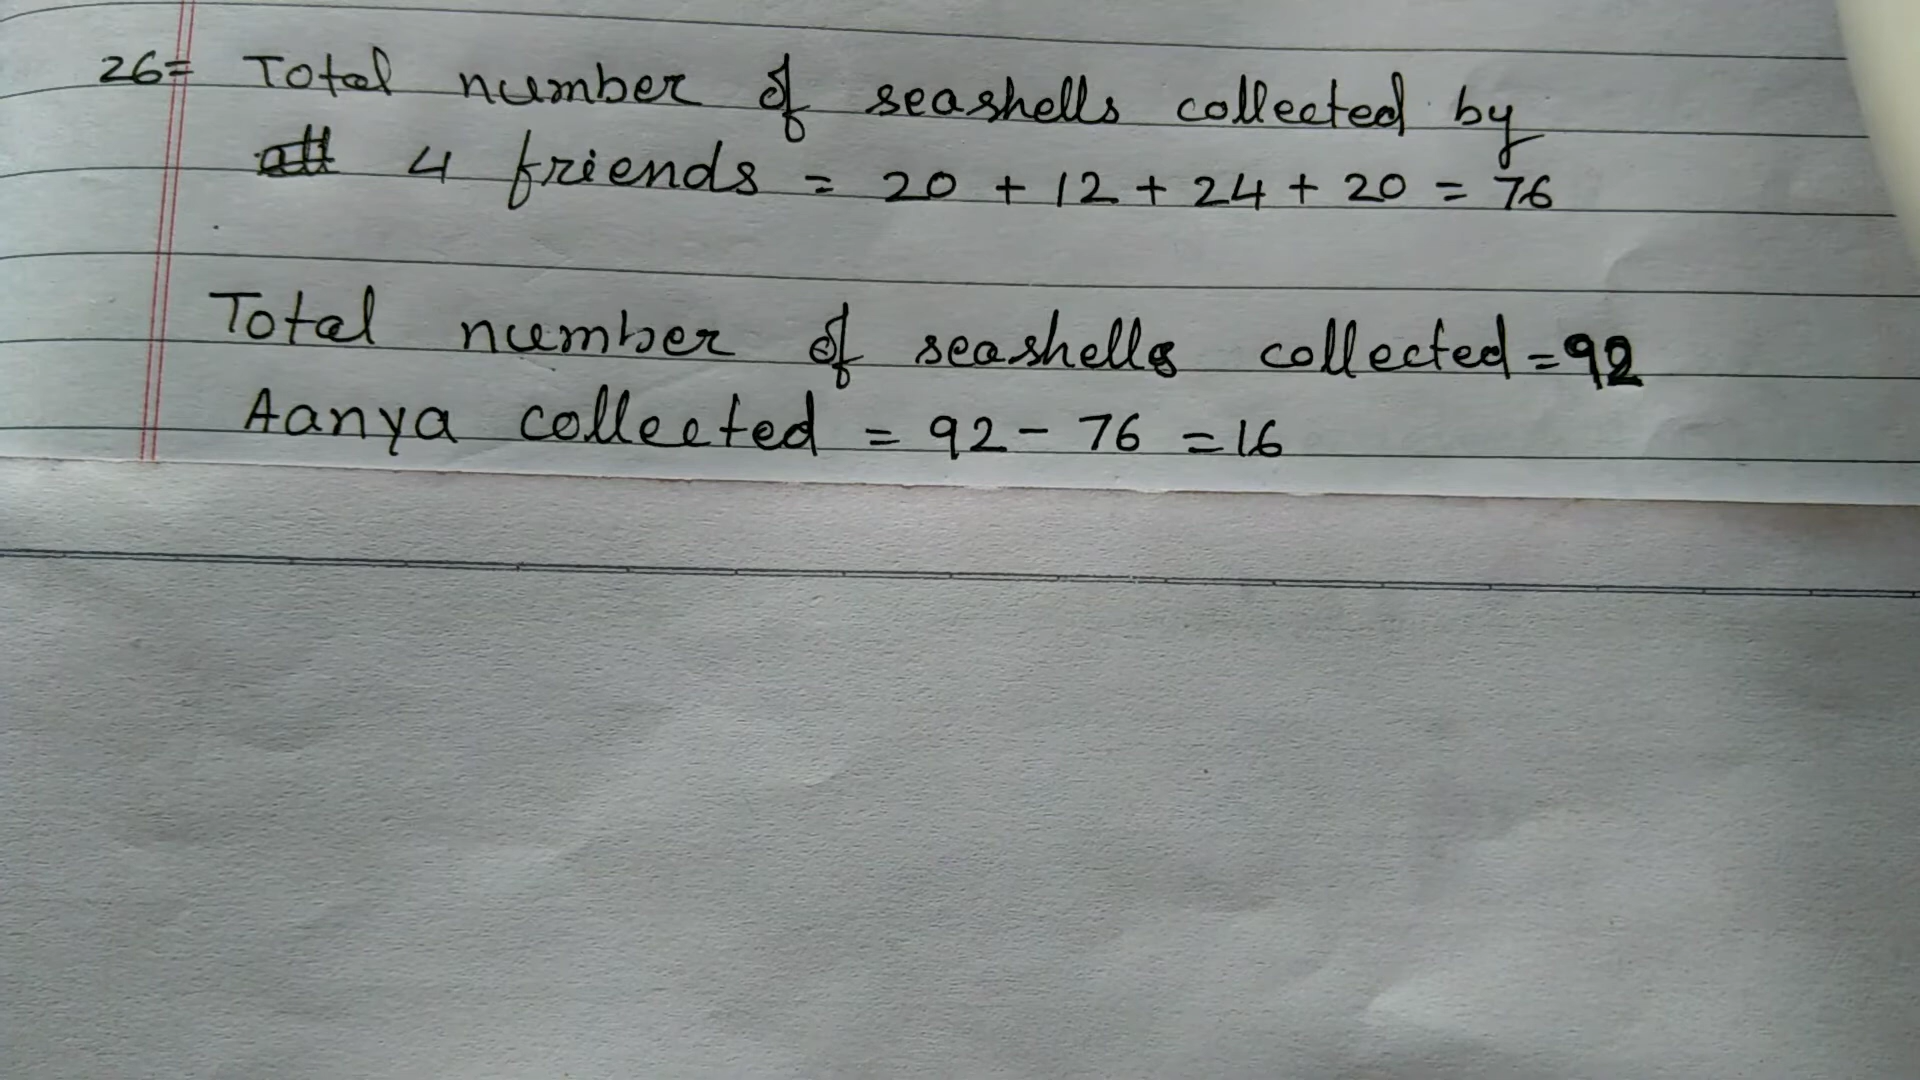 26= Total number of seashells collected by
4 friends = 20 + 12 + 24 + 20 = 76
Total number of seashells collected = 92
Aanya collected = 92 - 76 = 16